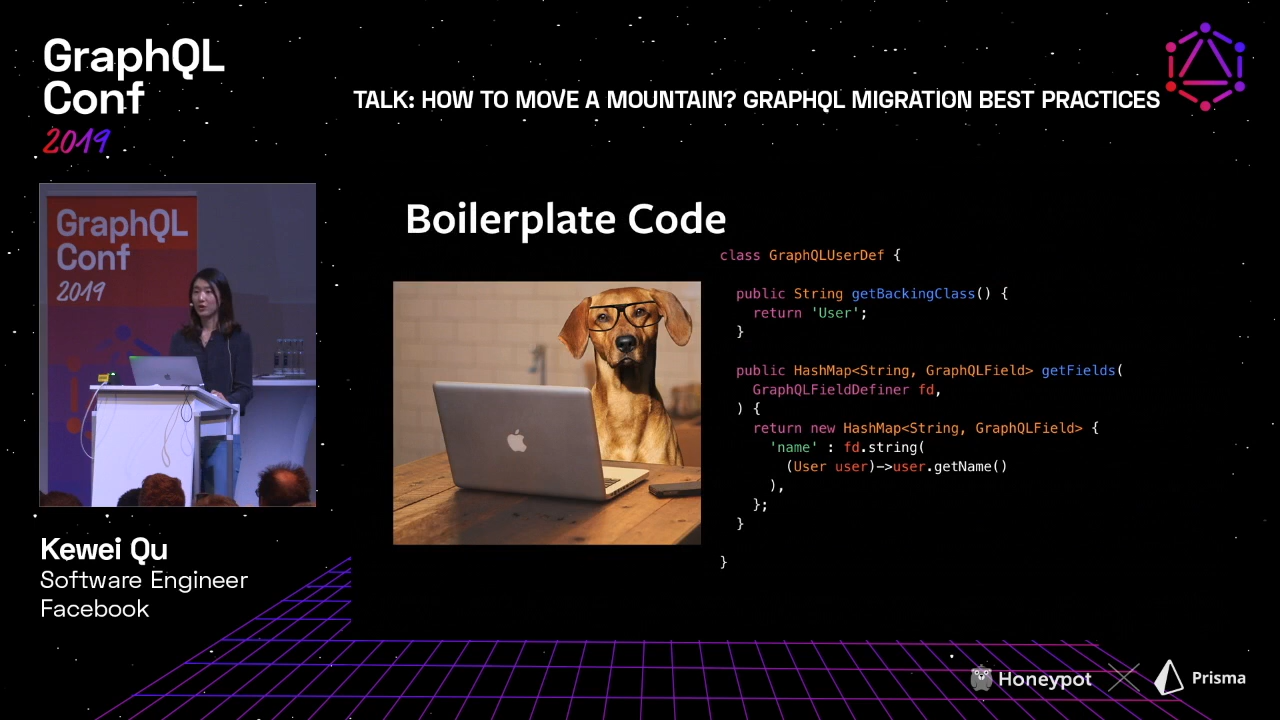 GraphQL
Conf
2019
TALK: HOW TO MOVE A MOUNTAIN? GRAPHQL MIGRATION BEST PRACTICES
GraphQL
Conf
2019
Kewei Qu
Software Engineer
Facebook
Boilerplate Code
class GraphQLUserDef {
public String getBackingClass() {
return 'User';
}
public HashMap<String, GraphQLField> getFields(
GraphQLFieldDefiner fd,
) {
return new HashMap<String, GraphQLField> {
'name' : fd.string(
(User user)->user.getName()
),
};
}
}
Honeypot
Prisma